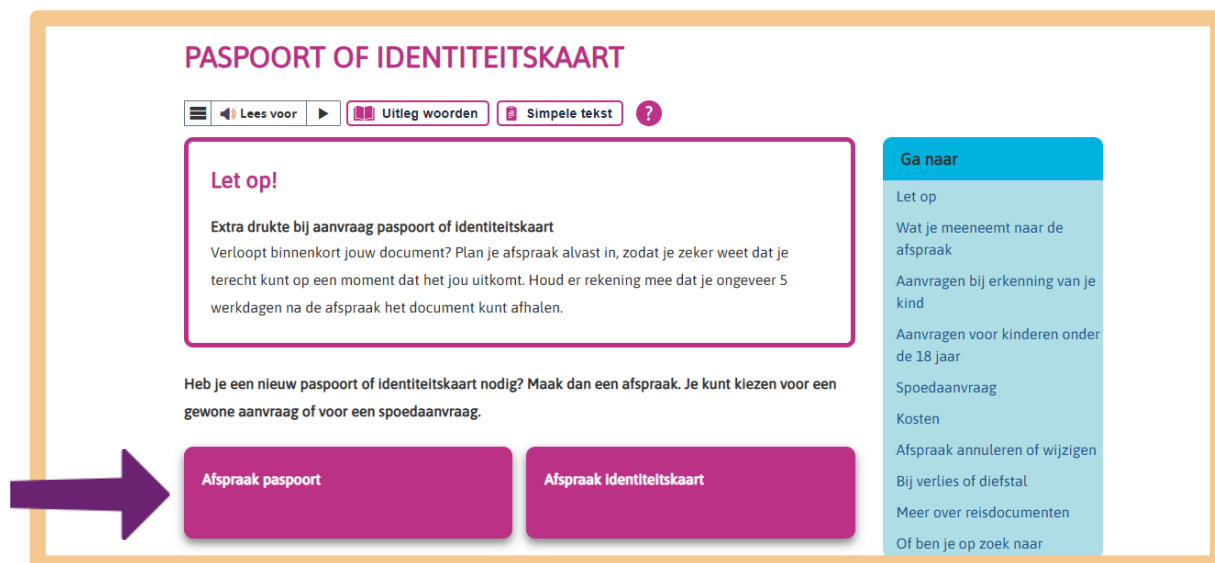 PASPOORT OF IDENTITEITSKAART
Lees voor
Uitleg woorden
Simpele tekst
?
Let op!
Extra drukte bij aanvraag paspoort of identiteitskaart
Verloopt binnenkort jouw document? Plan je afspraak alvast in, zodat je zeker weet dat je
terecht kunt op een moment dat het jou uitkomt. Houd er rekening mee dat je ongeveer 5
werkdagen na de afspraak het document kunt afhalen.
Heb je een nieuw paspoort of identiteitskaart nodig? Maak dan een afspraak. Je kunt kiezen voor een
gewone aanvraag of voor een spoedaanvraag.
Afspraak paspoort
Afspraak identiteitskaart
Ga naar
Let op
Wat je meeneemt naar de
afspraak
Aanvragen bij erkenning van je
kind
Aanvragen voor kinderen onder
de 18 jaar
Spoedaanvraag
Kosten
Afspraak annuleren of wijzigen
Bij verlies of diefstal
Meer over reisdocumenten
Of ben je op zoek naar